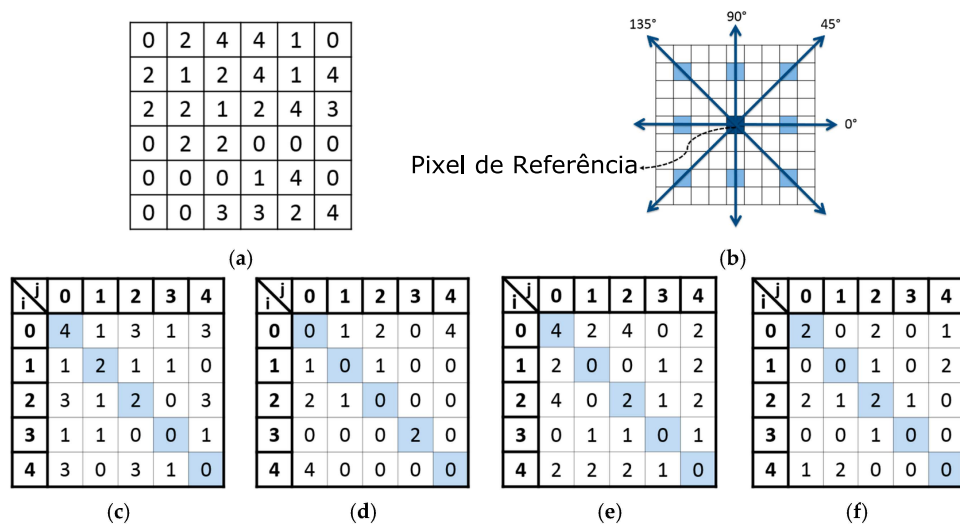 0 2 4 4 1 0
2 1 2 4 1 4
2 2 1 2 4 3
0 2 2 0 0 0
0 0 0 1 4 0
0 0 3 3 2 4
(a)
135° 90° 45°
0°
Pixel de Referência
(b)
i j 0 1 2 3 4
0 4 1 3 1 3
1 1 2 1 1 0
2 3 1 2 0 3
3 1 1 0 0 1
4 3 0 3 1 0
(c)
i j 0 1 2 3 4
0 0 1 2 0 4
1 1 0 1 0 0
2 2 1 0 0 0
3 0 0 0 2 0
4 4 0 0 0 0
(d)
i j 0 1 2 3 4
0 4 2 4 0 2
1 2 0 0 1 2
2 4 0 2 1 2
3 0 1 1 0 1
4 2 2 2 1 0
(e)
i j 0 1 2 3 4
0 2 0 2 0 1
1 0 0 1 0 2
2 2 1 2 1 0
3 0 0 1 0 0
4 1 2 0 0 0
(f)